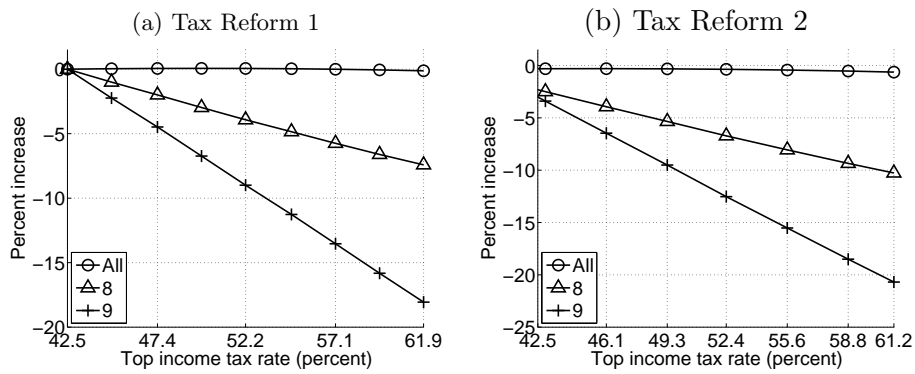 (a) Tax Reform 1
Percent increase
0
−5
−10
−15
−20
All
8
9
42.5 47.4 52.2 57.1 61.9
Top income tax rate (percent)
(b) Tax Reform 2
Percent increase
0
−5
−10
−15
−20
−25
All
8
9
42.5 46.1 49.3 52.4 55.6 58.8 61.2
Top income tax rate (percent)